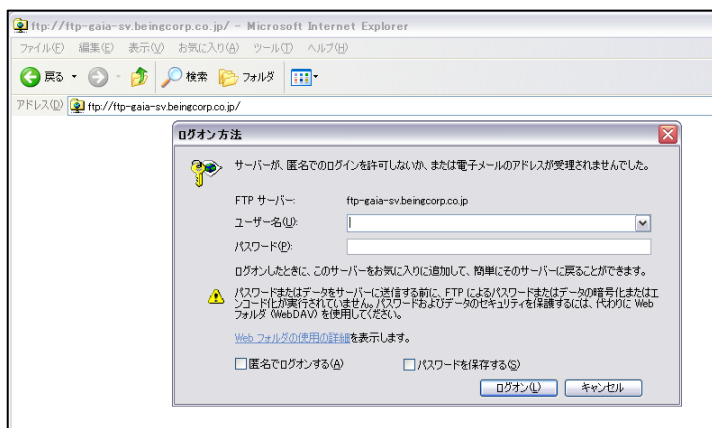 ftp://ftp-gaia-sv.beingcorp.co.jp/ - Microsoft Internet Explorer
ファイル(F) 編集(E) 表示(V) お気に入り(A) ツール(T) ヘルプ(H)
戻る 検索 フォルダ
アドレス(D) ftp://ftp-gaia-sv.beingcorp.co.jp/
ログオン方法
サーバーが、匿名でのログインを許可しないか、または電子メールのアドレスが受理されませんでした。
FTP サーバー: ftp-gaia-sv.beingcorp.co.jp
ユーザー名(U):
パスワード(P):
ログオンしたときに、このサーバーをお気に入りに追加して、簡単にそのサーバーに戻ることができます。
パスワードまたはデータをサーバーに送信する前に、FTP によるパスワードまたはデータの暗号化またはエ
ンコード化が実行されていません。パスワードおよびデータのセキュリティを保護するには、代わりに Web
フォルダ (WebDAV) を使用してください。
Web フォルダの使用の詳細を表示します。
匿名でログオンする(A) パスワードを保存する(S)
ログオン(L) キャンセル